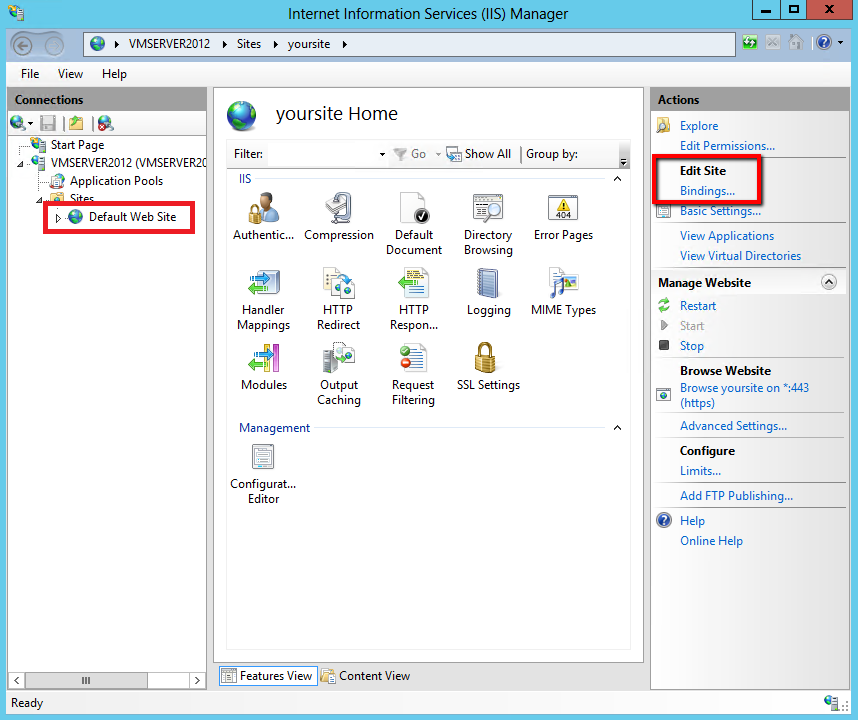 Internet Information Services (IIS) Manager
VMSERVER2012 Sites yoursite
File View Help
Connections
Start Page
VMSERVER2012 (VMSERVER20
Application Pools
Sites
Default Web Site
yoursite Home
Filter: Go Show All Group by:
IIS
Authentic... Compression Default Document Directory Browsing Error Pages
Handler Mappings HTTP Redirect HTTP Respon... Logging MIME Types
Modules Output Caching Request Filtering SSL Settings
Management
Configurat... Editor
Features View Content View
Actions
Explore
Edit Permissions...
Edit Site
Bindings...
Basic Settings...
View Applications
View Virtual Directories
Manage Website
Restart
Start
Stop
Browse Website
Browse yoursite on *:443
(https)
Advanced Settings...
Configure
Limits...
Add FTP Publishing...
Help
Online Help
Ready